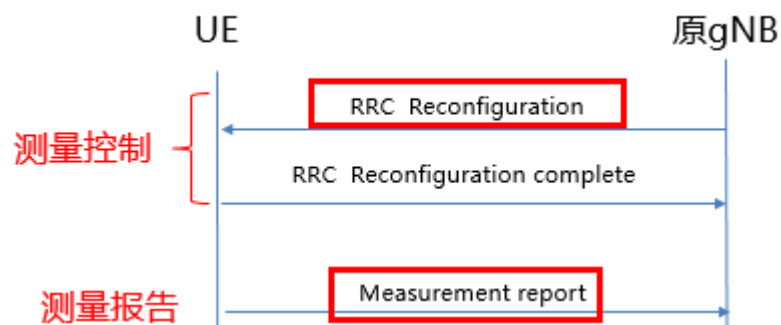 UE
原gNB
RRC Reconfiguration
测量控制
RRC Reconfiguration complete
Measurement report
测量报告